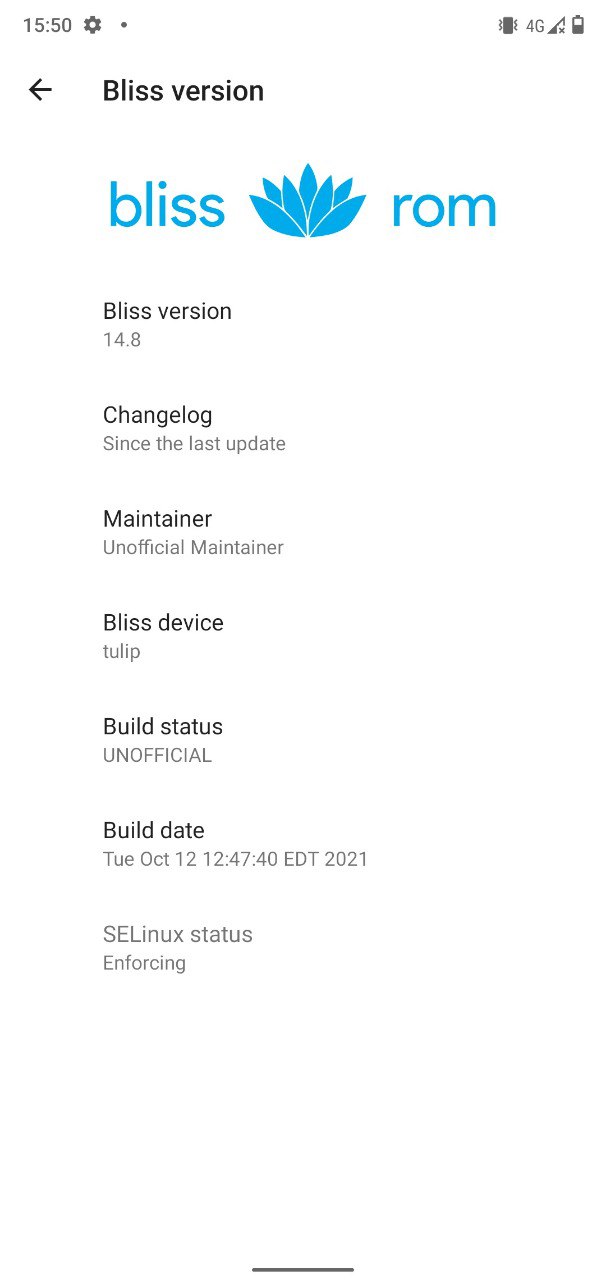 15:50
4G
Bliss version
bliss rom
Bliss version
14.8
Changelog
Since the last update
Maintainer
Unofficial Maintainer
Bliss device
tulip
Build status
UNOFFICIAL
Build date
Tue Oct 12 12:47:40 EDT 2021
SELinux status
Enforcing